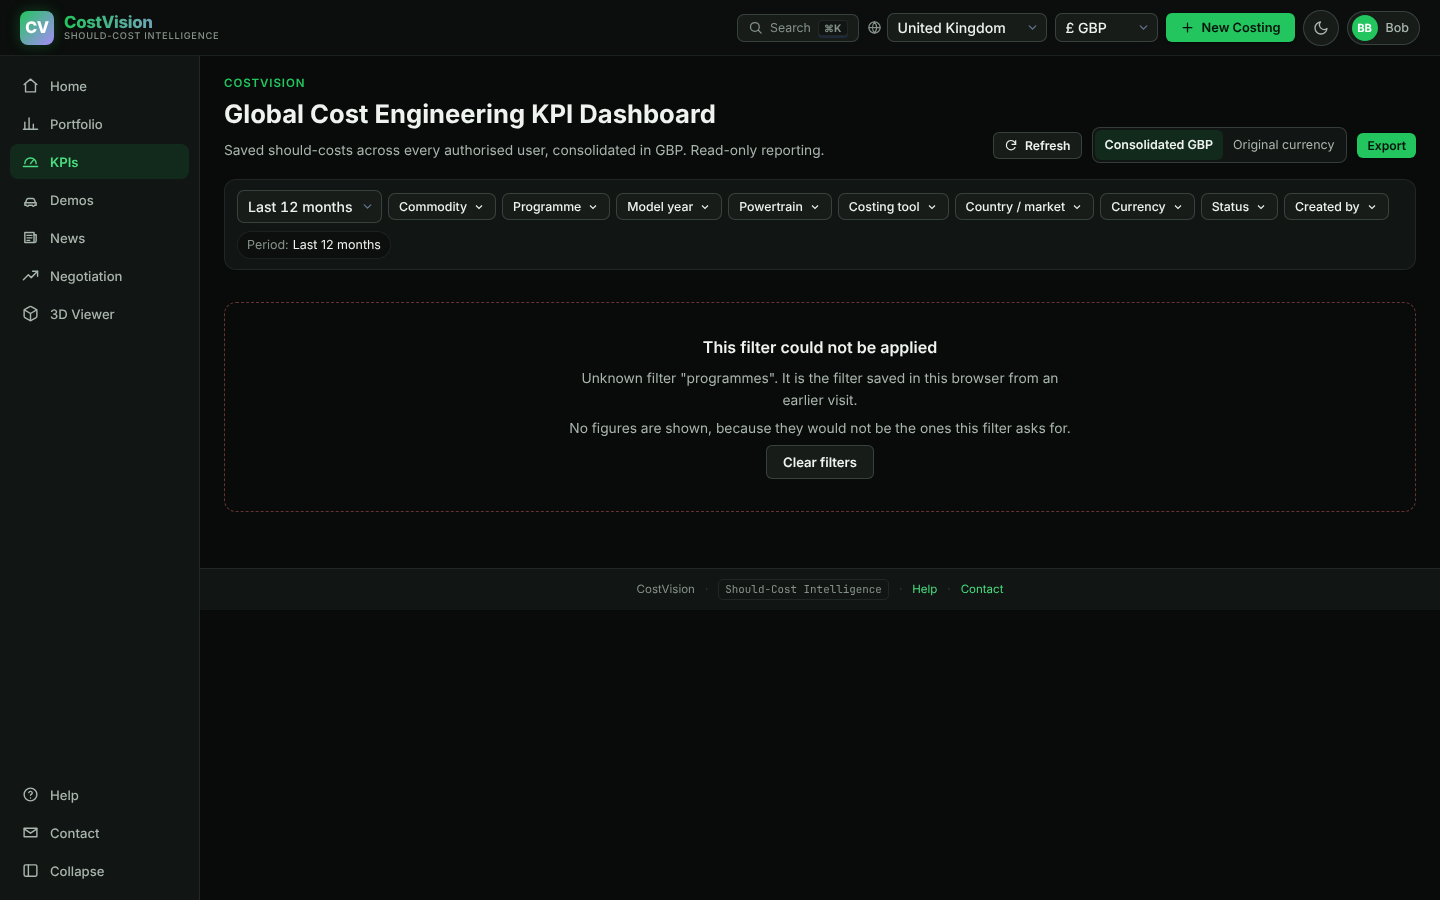 CV
CostVision
SHOULD-COST INTELLIGENCE
Search ⌘K
United Kingdom
£ GBP
New Costing
BB Bob
Home
Portfolio
KPIs
Demos
News
Negotiation
3D Viewer
Help
Contact
Collapse
COSTVISION
Global Cost Engineering KPI Dashboard
Saved should-costs across every authorised user, consolidated in GBP. Read-only reporting.
Refresh
Consolidated GBP
Original currency
Export
Last 12 months
Commodity
Programme
Model year
Powertrain
Costing tool
Country / market
Currency
Status
Created by
Period: Last 12 months
This filter could not be applied
Unknown filter "programmes". It is the filter saved in this browser from an
earlier visit.
No figures are shown, because they would not be the ones this filter asks for.
Clear filters
CostVision · Should-Cost Intelligence · Help · Contact